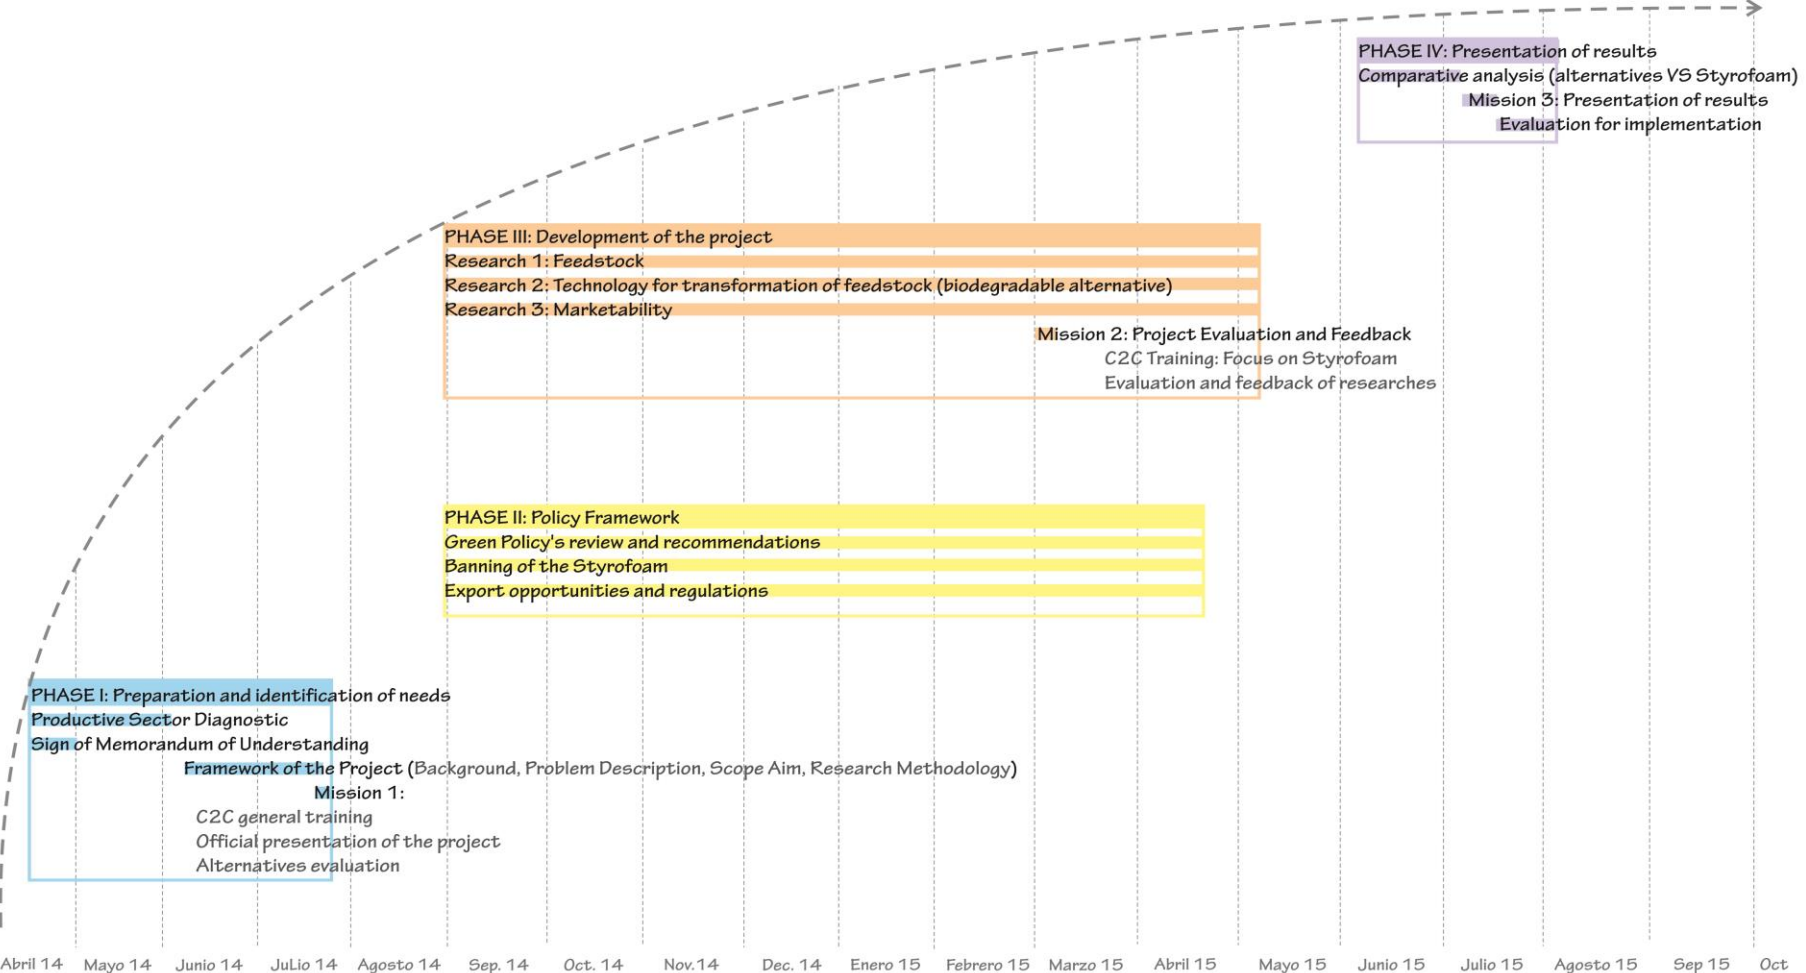 PHASE IV: Presentation of results
Comparative analysis (alternatives VS Styrofoam)
Mission 3: Presentation of results
Evaluation for implementation
PHASE III: Development of the project
Research 1: Feedstock
Research 2: Technology for transformation of feedstock (biodegradable alternative)
Research 3: Marketability
Mission 2: Project Evaluation and Feedback
C2C Training: Focus on Styrofoam
Evaluation and feedback of researches
PHASE II: Policy Framework
Green Policy's review and recommendations
Banning of the Styrofoam
Export opportunities and regulations
PHASE I: Preparation and identification of needs
Productive Sector Diagnostic
Sign of Memorandum of Understanding
Framework of the Project (Background, Problem Description, Scope Aim, Research Methodology)
Mission 1:
C2C general training
Official presentation of the project
Alternatives evaluation
Abril 14 Mayo 14 Junio 14 JuLio 14 Agosto 14 Sep. 14 Oct. 14 Nov.14 Dec. 14 Enero 15 Febrero 15 Marzo 15 Abril 15 Mayo 15 Junio 15 Julio 15 Agosto 15 Sep 15 Oct